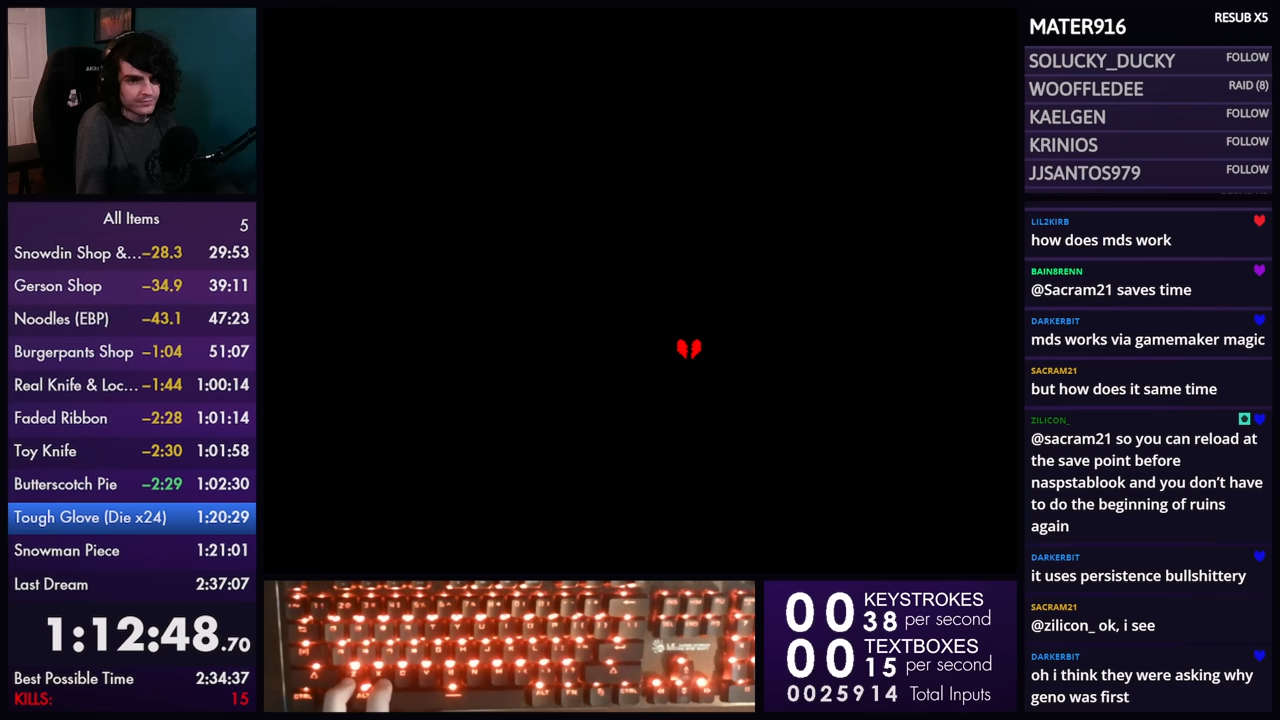 All Items
5
Snowdin Shop &... −28.3 29:53
Gerson Shop −34.9 39:11
Noodles (EBP) −43.1 47:23
Burgerpants Shop −1:04 51:07
Real Knife & Loc... −1:44 1:00:14
Faded Ribbon −2:28 1:01:14
Toy Knife −2:30 1:01:58
Butterscotch Pie −2:29 1:02:30
Tough Glove (Die x24) 1:20:29
Snowman Piece 1:21:01
Last Dream 2:37:07
1:12:48.70
Best Possible Time 2:34:37
KILLS: 15
00 KEYSTROKES
38 per second
00 TEXTBOXES
15 per second
0025914 Total Inputs
MATER916 RESUB X5
SOLUCKY_DUCKY FOLLOW
WOOFFLEDEE RAID (8)
KAELGEN FOLLOW
KRINIOS FOLLOW
JJSANTOS979 FOLLOW
LIL2KIRB
how does mds work
BAIN8RENN
@Sacram21 saves time
DARKERBIT
mds works via gamemaker magic
SACRAM21
but how does it same time
ZILICON_
@sacram21 so you can reload at
the save point before
naspstablook and you don't have
to do the beginning of ruins
again
DARKERBIT
it uses persistence bullshittery
SACRAM21
@zilicon_ ok, i see
DARKERBIT
oh i think they were asking why
geno was first